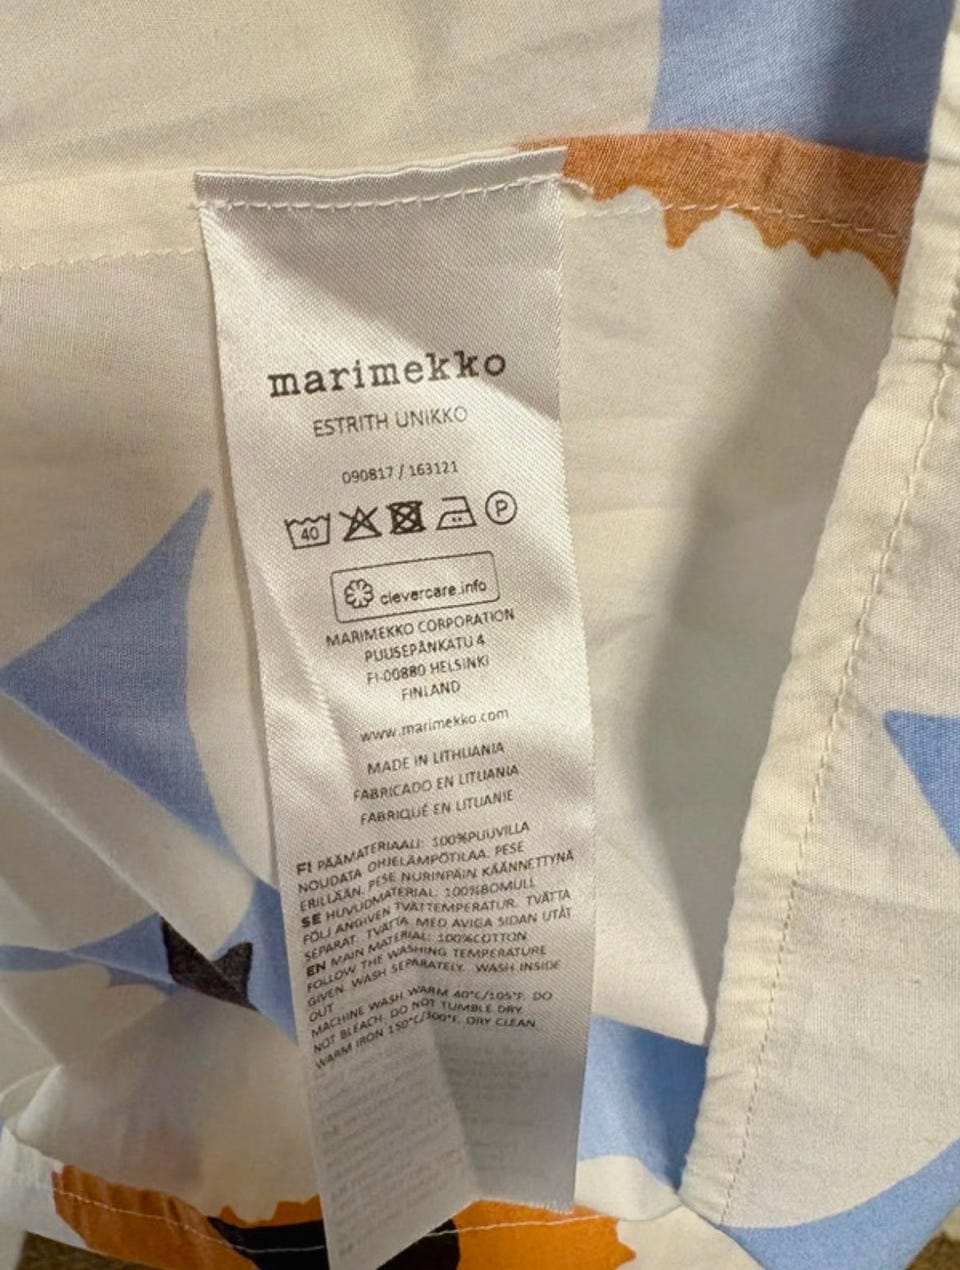 marimekko
ESTRITH UNIKKO
090817 / 163121
40 P
clevercare.info
MARIMEKKO CORPORATION
PUUSEPÄNKATU 4
FI-00880 HELSINKI
FINLAND
www.marimekko.com
MADE IN LITHUANIA
FABRICADO EN LITUANIA
FABRIQUÉ EN LITUANIE
FI PÄÄMATERIAALI: 100%PUUVILLA
NOUDATA OHJELÄMPÖTILAA. PESE
ERILLÄÄN. PESE NURINPÄIN KÄÄNNETTYNÄ
SE HUVUDMATERIAL: 100%BOMULL
FÖLJ ANGIVEN TVÄTTEMPERATUR. TVÄTTA
SEPARAT. TVÄTTA MED AVIGA SIDAN UTÅT
EN MAIN MATERIAL: 100%COTTON
FOLLOW THE WASHING TEMPERATURE
GIVEN. WASH SEPARATELY. WASH INSIDE
OUT
MACHINE WASH WARM 40°C/105°F. DO
NOT BLEACH. DO NOT TUMBLE DRY.
WARM IRON 150°C/300°F. DRY CLEAN